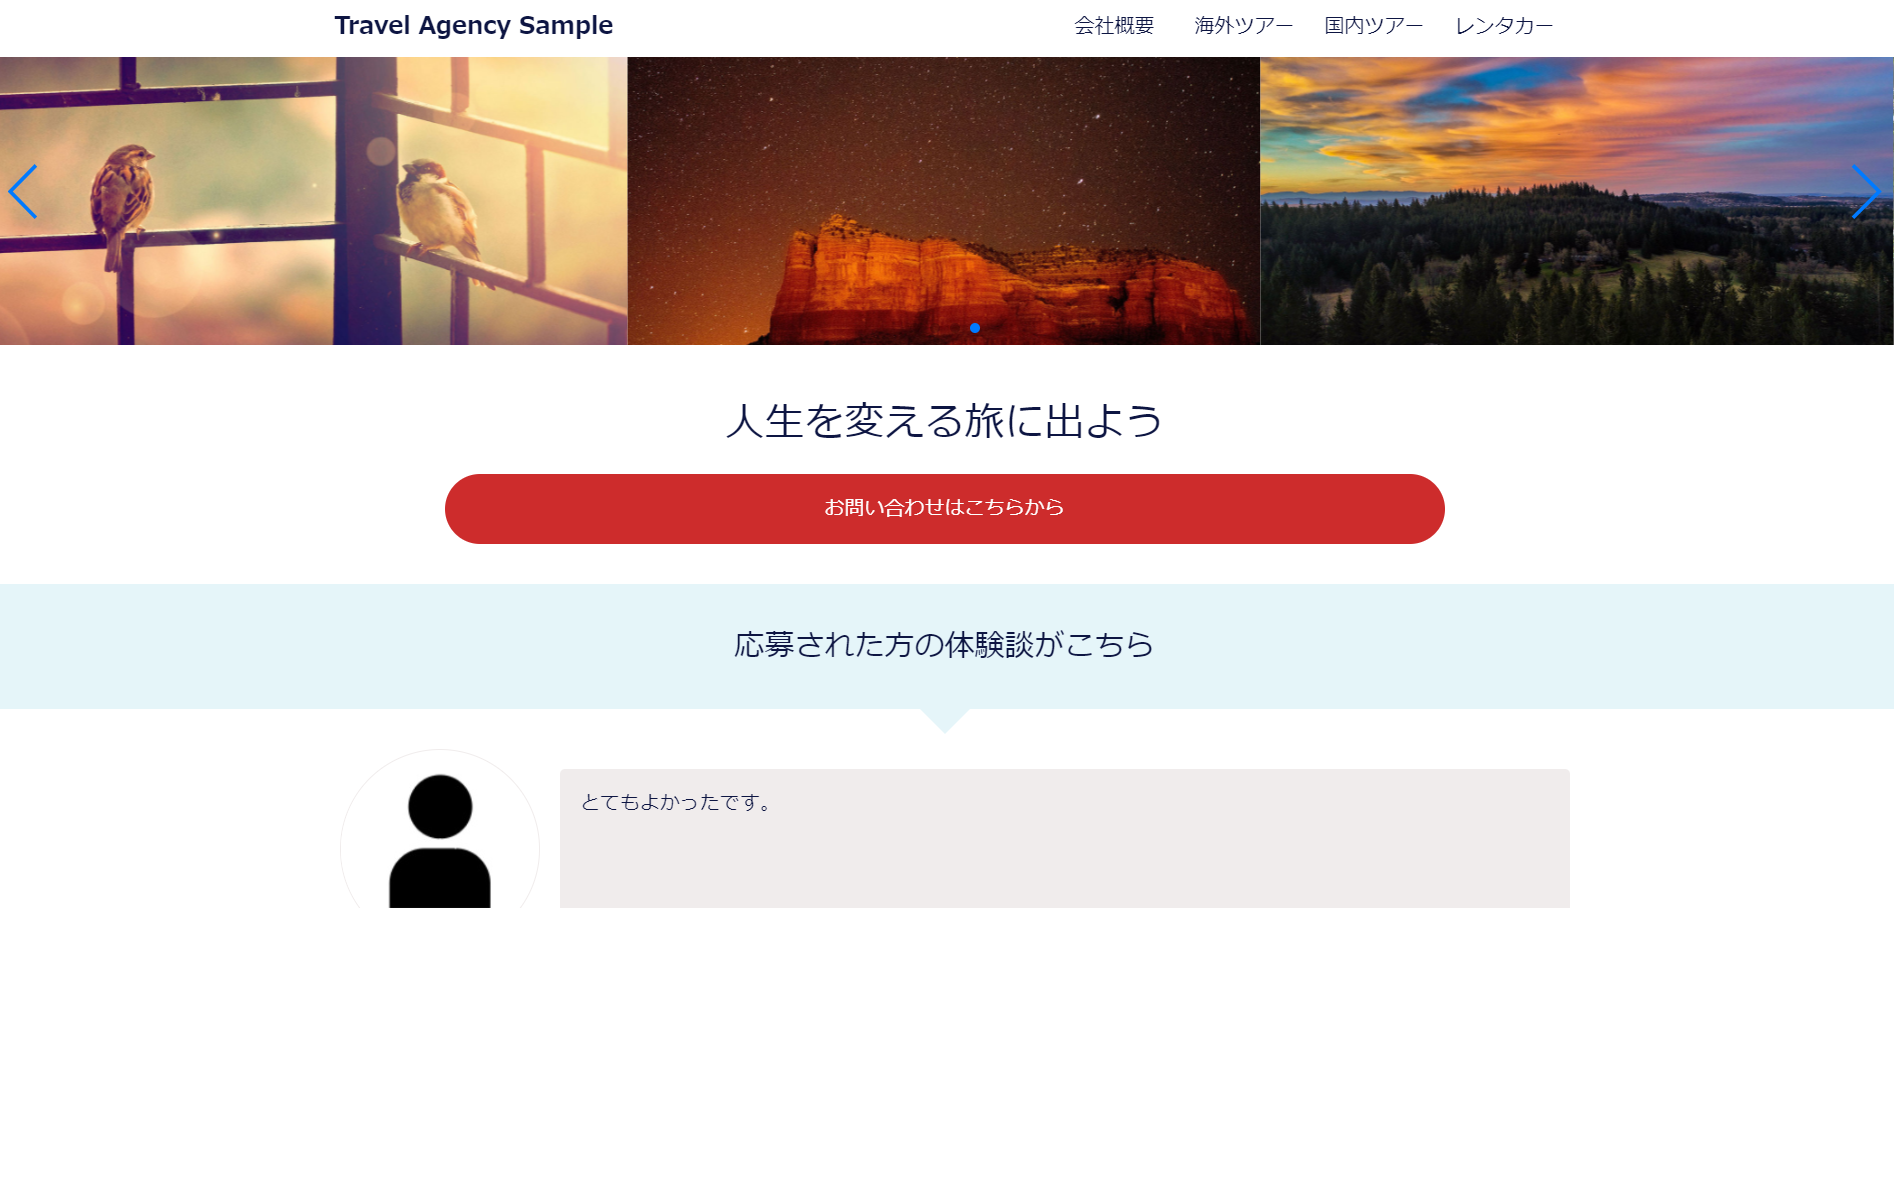 Travel Agency Sample
会社概要 海外ツアー 国内ツアー レンタカー
人生を変える旅に出よう
お問い合わせはこちらから
応募された方の体験談がこちら
とてもよかったです。